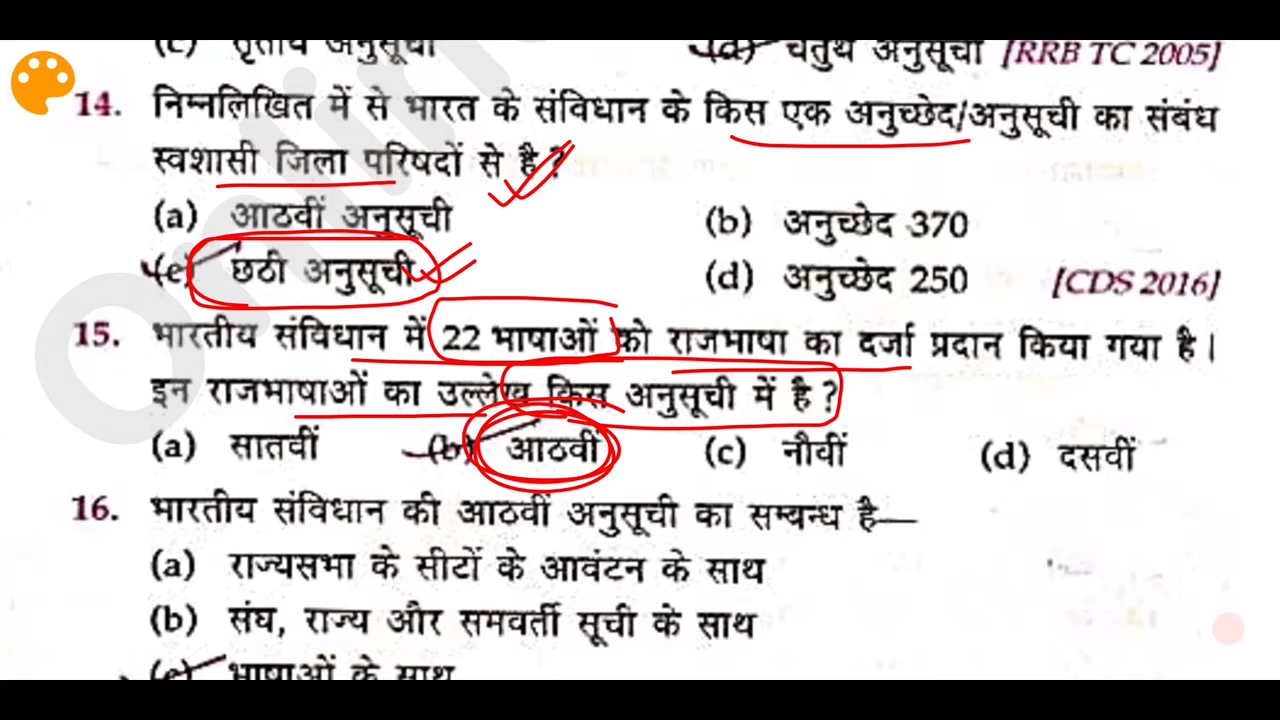 (c) तृतीय अनुसूची (d) चतुर्थ अनुसूची [RRB TC 2005]
14. निम्नलिखित में से भारत के संविधान के किस एक अनुच्छेद/अनुसूची का संबंध
स्वशासी जिला परिषदों से है ?
(a) आठवीं अनुसूची (b) अनुच्छेद 370
(c) छठी अनुसूची (d) अनुच्छेद 250 [CDS 2016]
15. भारतीय संविधान में 22 भाषाओं को राजभाषा का दर्जा प्रदान किया गया है।
इन राजभाषाओं का उल्लेख किस अनुसूची में है ?
(a) सातवीं (b) आठवीं (c) नौवीं (d) दसवीं
16. भारतीय संविधान की आठवीं अनुसूची का सम्बन्ध है—
(a) राज्यसभा के सीटों के आवंटन के साथ
(b) संघ, राज्य और समवर्ती सूची के साथ
(c) भाषाओं के साथ